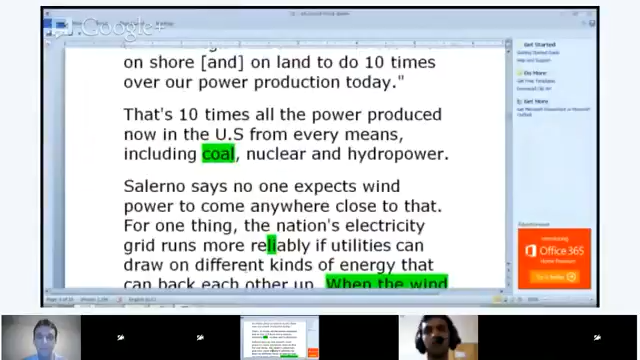 Google+
on shore [and] on land to do 10 times
over our power production today."
That's 10 times all the power produced
now in the U.S from every means,
including coal, nuclear and hydropower.
Salerno says no one expects wind
power to come anywhere close to that.
For one thing, the nation's electricity
grid runs more reliably if utilities can
draw on different kinds of energy that
can back each other up. When the wind
Get Started
Do More
Get More
Office 365